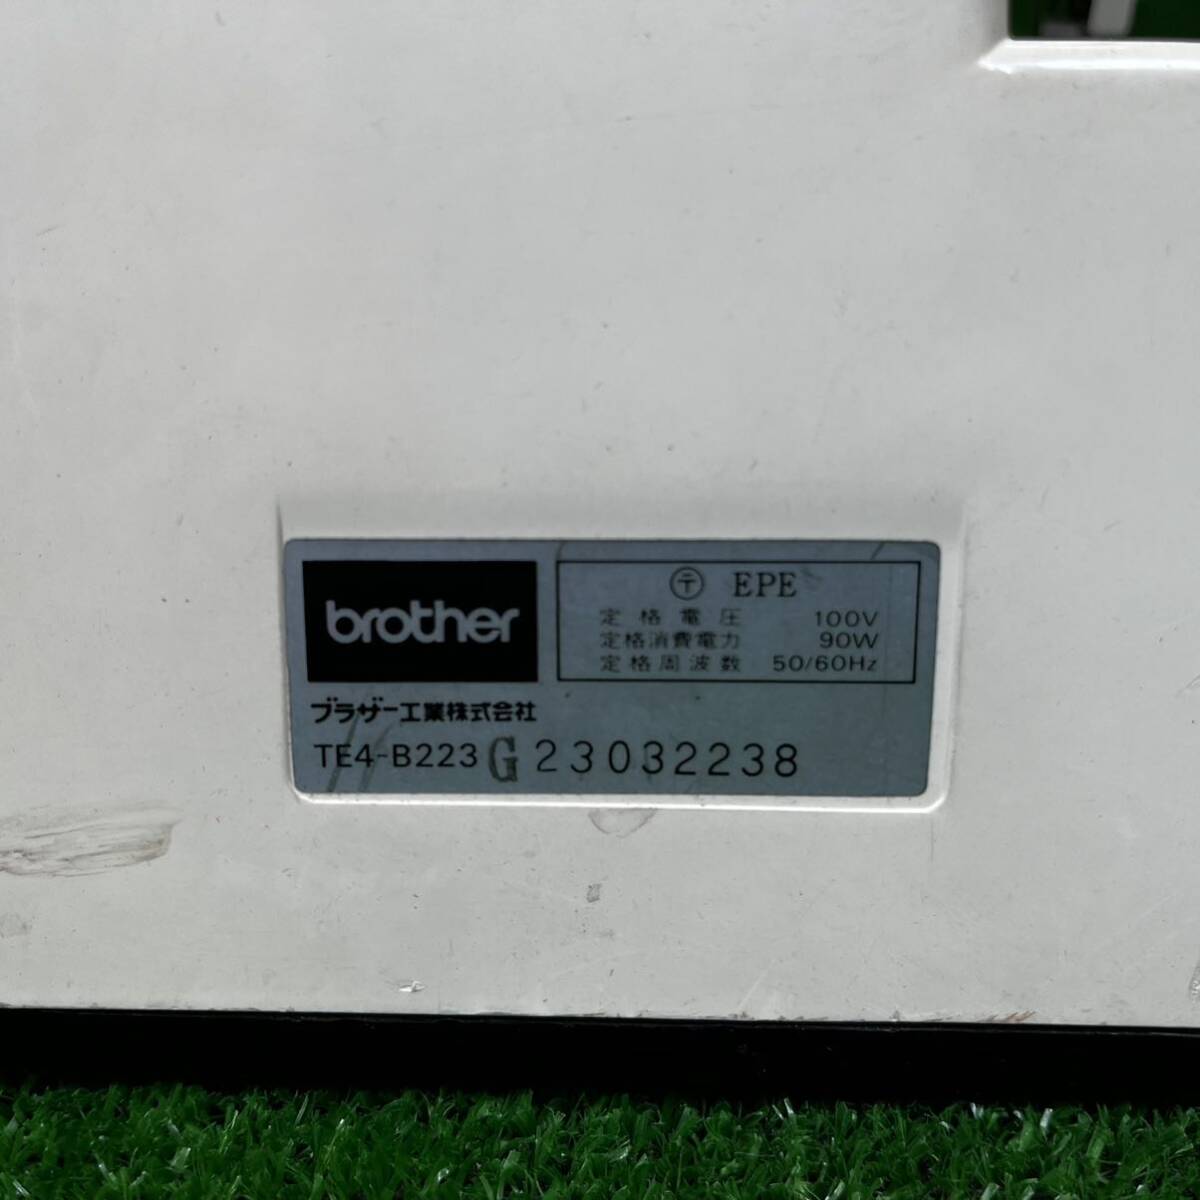 brother
〶 EPE
定格電圧 100V
定格消費電力 90W
定格周波数 50/60Hz
ブラザー工業株式会社
TE4-B223 G23032238